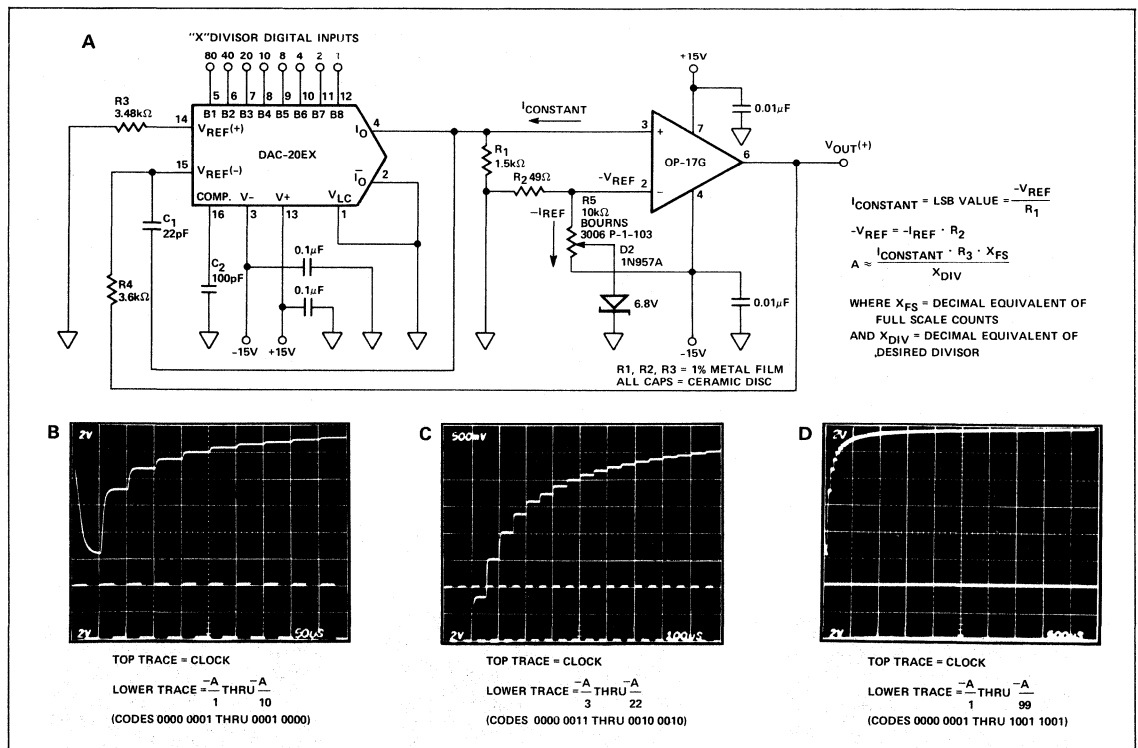 A
"X"DIVISOR DIGITAL INPUTS
80 40 20 10 8 4 2 1
5 6 7 8 9 10 11 12
B1 B2 B3 B4 B5 B6 B7 B8
R3
3.48kΩ
14
VREF(+)
IO
4
DAC-20EX
15
VREF(-)
IO
2
COMP. V- V+ VLC
16 3 13 1
C1
22pF
C2
100pF
0.1µF
0.1µF
R4
3.6kΩ
-15V +15V
ICONSTANT
R1
1.5kΩ
R2 49Ω
-VREF
-IREF
R5
10kΩ
BOURNS
3006 P-1-103
D2
1N957A
6.8V
+15V
0.01µF
3
+
7
OP-17G
6
2
−
4
VOUT(+)
0.01µF
-15V
R1, R2, R3 = 1% METAL FILM
ALL CAPS = CERAMIC DISC
ICONSTANT = LSB VALUE = -VREF
R1
-VREF = -IREF · R2
A ≈ ICONSTANT · R3 · XFS
XDIV
WHERE XFS = DECIMAL EQUIVALENT OF
FULL SCALE COUNTS
AND XDIV = DECIMAL EQUIVALENT OF
,DESIRED DIVISOR
B
2V
2V 50µS
TOP TRACE = CLOCK
LOWER TRACE = -A THRU -A
1 10
(CODES 0000 0001 THRU 0001 0000)
C
500mV
2V 100µS
TOP TRACE = CLOCK
LOWER TRACE = -A THRU -A
3 22
(CODES 0000 0011 THRU 0010 0010)
D
2V
2V
TOP TRACE = CLOCK
LOWER TRACE = -A THRU -A
1 99
(CODES 0000 0001 THRU 1001 1001)